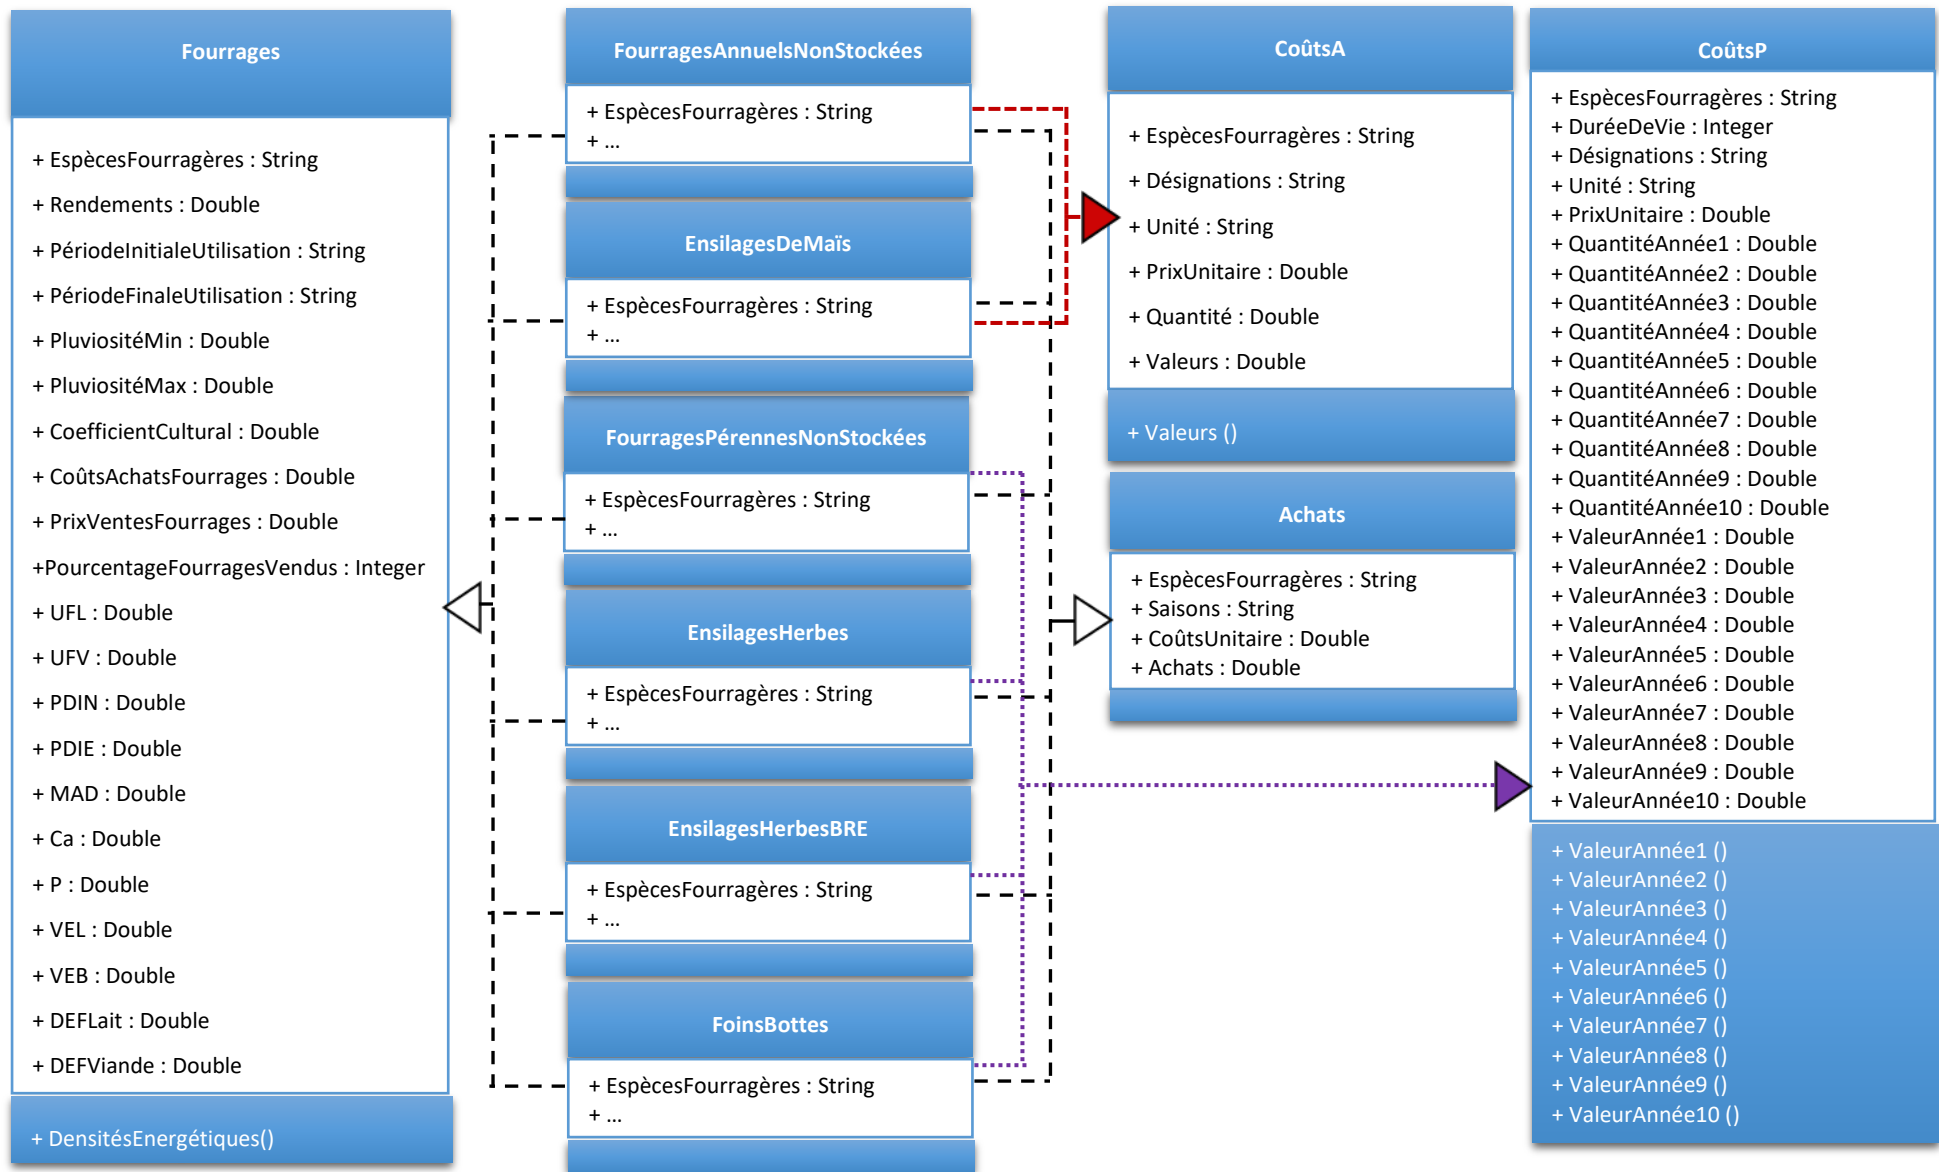 Fourrages
+ EspècesFourragères : String
+ Rendements : Double
+ PériodeInitialeUtilisation : String
+ PériodeFinaleUtilisation : String
+ PluviositéMin : Double
+ PluviositéMax : Double
+ CoefficientCultural : Double
+ CoûtsAchatsFourrages : Double
+ PrixVentesFourrages : Double
+PourcentageFourragesVendus : Integer
+ UFL : Double
+ UFV : Double
+ PDIN : Double
+ PDIE : Double
+ MAD : Double
+ Ca : Double
+ P : Double
+ VEL : Double
+ VEB : Double
+ DEFLait : Double
+ DEFViande : Double
+ DensitésEnergétiques()
FourragesAnnuelsNonStockées
+ EspècesFourragères : String
+ ...
EnsilagesDeMaïs
+ EspècesFourragères : String
+ ...
FourragesPérennesNonStockées
+ EspècesFourragères : String
+ ...
EnsilagesHerbes
+ EspècesFourragères : String
+ ...
EnsilagesHerbesBRE
+ EspècesFourragères : String
+ ...
FoinsBottes
+ EspècesFourragères : String
+ ...
CoûtsA
+ EspècesFourragères : String
+ Désignations : String
+ Unité : String
+ PrixUnitaire : Double
+ Quantité : Double
+ Valeurs : Double
+ Valeurs ()
Achats
+ EspècesFourragères : String
+ Saisons : String
+ CoûtsUnitaire : Double
+ Achats : Double
CoûtsP
+ EspècesFourragères : String
+ DuréeDeVie : Integer
+ Désignations : String
+ Unité : String
+ PrixUnitaire : Double
+ QuantitéAnnée1 : Double
+ QuantitéAnnée2 : Double
+ QuantitéAnnée3 : Double
+ QuantitéAnnée4 : Double
+ QuantitéAnnée5 : Double
+ QuantitéAnnée6 : Double
+ QuantitéAnnée7 : Double
+ QuantitéAnnée8 : Double
+ QuantitéAnnée9 : Double
+ QuantitéAnnée10 : Double
+ ValeurAnnée1 : Double
+ ValeurAnnée2 : Double
+ ValeurAnnée3 : Double
+ ValeurAnnée4 : Double
+ ValeurAnnée5 : Double
+ ValeurAnnée6 : Double
+ ValeurAnnée7 : Double
+ ValeurAnnée8 : Double
+ ValeurAnnée9 : Double
+ ValeurAnnée10 : Double
+ ValeurAnnée1 ()
+ ValeurAnnée2 ()
+ ValeurAnnée3 ()
+ ValeurAnnée4 ()
+ ValeurAnnée5 ()
+ ValeurAnnée6 ()
+ ValeurAnnée7 ()
+ ValeurAnnée8 ()
+ ValeurAnnée9 ()
+ ValeurAnnée10 ()